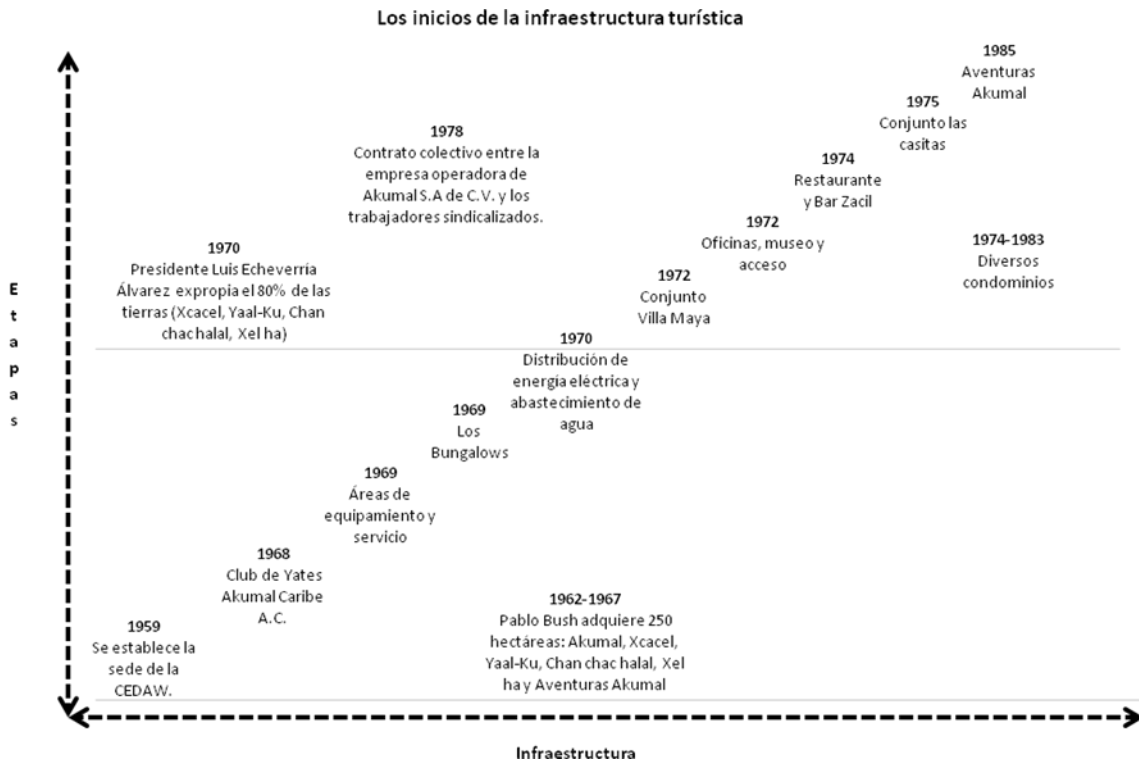 Los inicios de la infraestructura turística
1985
Aventuras
Akumal
1975
Conjunto las
casitas
1978
Contrato colectivo entre la
empresa operadora de
Akumal S.A de C.V. y los
trabajadores sindicalizados.
1974
Restaurante
y Bar Zacil
1972
Oficinas, museo y
acceso
1974-1983
Diversos
condominios
1970
Presidente Luis Echeverría
Álvarez expropia el 80% de las
tierras (Xcacel, Yaal-Ku, Chan
chac halal, Xel ha)
1972
Conjunto
Villa Maya
E
t
a
p
a
s
1970
Distribución de
energía eléctrica y
abastecimiento de
agua
1969
Los
Bungalows
1969
Áreas de
equipamiento y
servicio
1968
Club de Yates
Akumal Caribe
A.C.
1962-1967
Pablo Bush adquiere 250
hectáreas: Akumal, Xcacel,
Yaal-Ku, Chan chac halal, Xel
ha y Aventuras Akumal
1959
Se establece la
sede de la
CEDAW.
Infraestructura